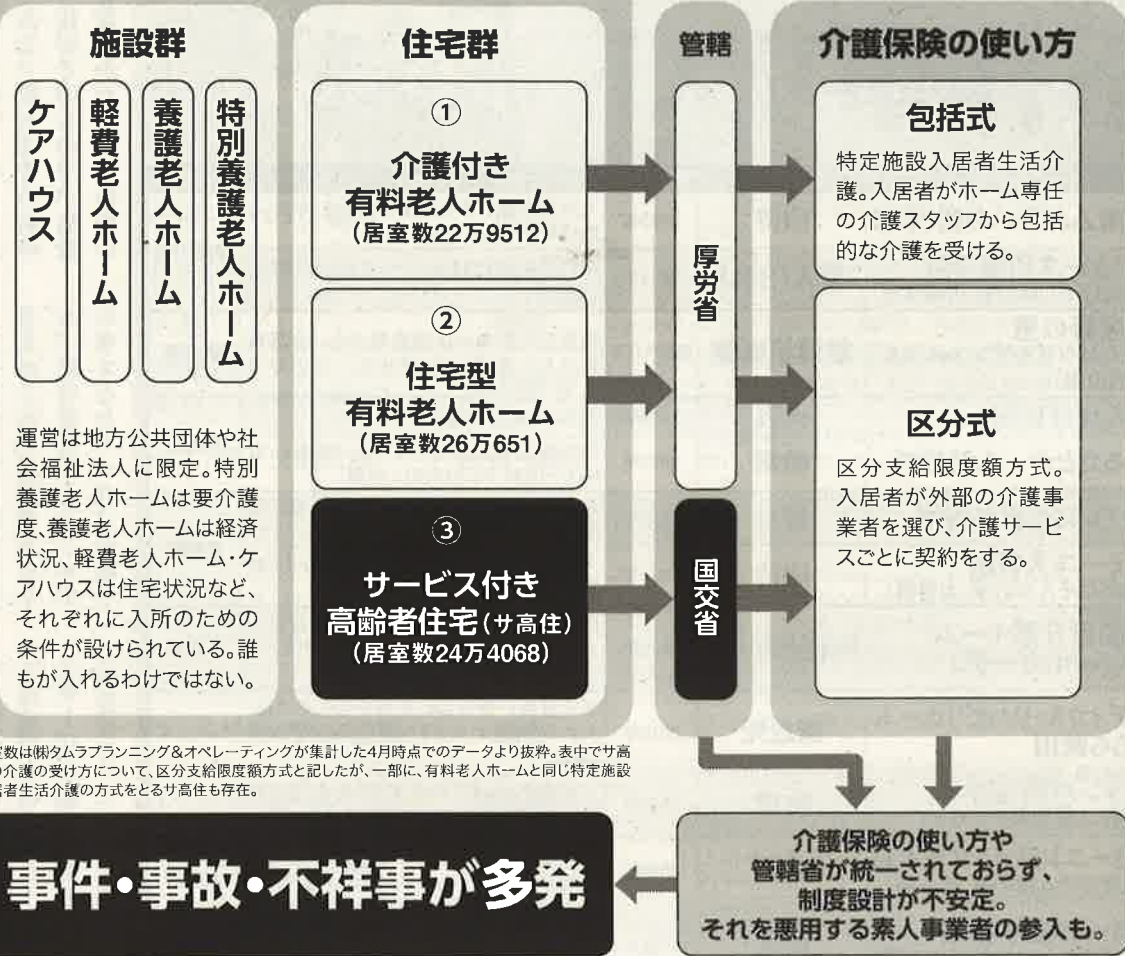 施設群
ケアハウス
軽費老人ホーム
養護老人ホーム
特別養護老人ホーム
運営は地方公共団体や社
会福祉法人に限定。特別
養護老人ホームは要介護
度、養護老人ホームは経済
状況、軽費老人ホーム・ケ
アハウスは住宅状況など、
それぞれに入所のための
条件が設けられている。誰
もが入れるわけではない。
住宅群
①
介護付き
有料老人ホーム
(居室数22万9512)
②
住宅型
有料老人ホーム
(居室数26万651)
③
サービス付き
高齢者住宅(サ高住)
(居室数24万4068)
管轄
厚労省
国交省
介護保険の使い方
包括式
特定施設入居者生活介
護。入居者がホーム専任
の介護スタッフから包括
的な介護を受ける。
区分式
区分支給限度額方式。
入居者が外部の介護事
業者を選び、介護サービ
スごとに契約をする。
室数は㈱タムラプランニング&オペレーティングが集計した4月時点でのデータより抜粋。表中でサ高
の介護の受け方について、区分支給限度額方式と記したが、一部に、有料老人ホームと同じ特定施設
居者生活介護の方式をとるサ高住も存在。
介護保険の使い方や
管轄省が統一されておらず、
制度設計が不安定。
それを悪用する素人事業者の参入も。
事件・事故・不祥事が多発